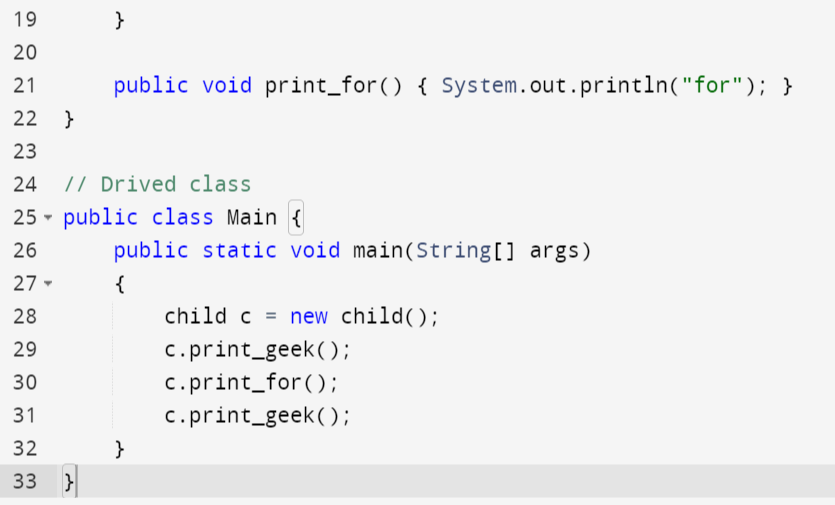 19 }
20
21 public void print_for() { System.out.println("for"); }
22 }
23
24 // Drived class
25 public class Main {
26 public static void main(String[] args)
27 {
28 child c = new child();
29 c.print_geek();
30 c.print_for();
31 c.print_geek();
32 }
33 }